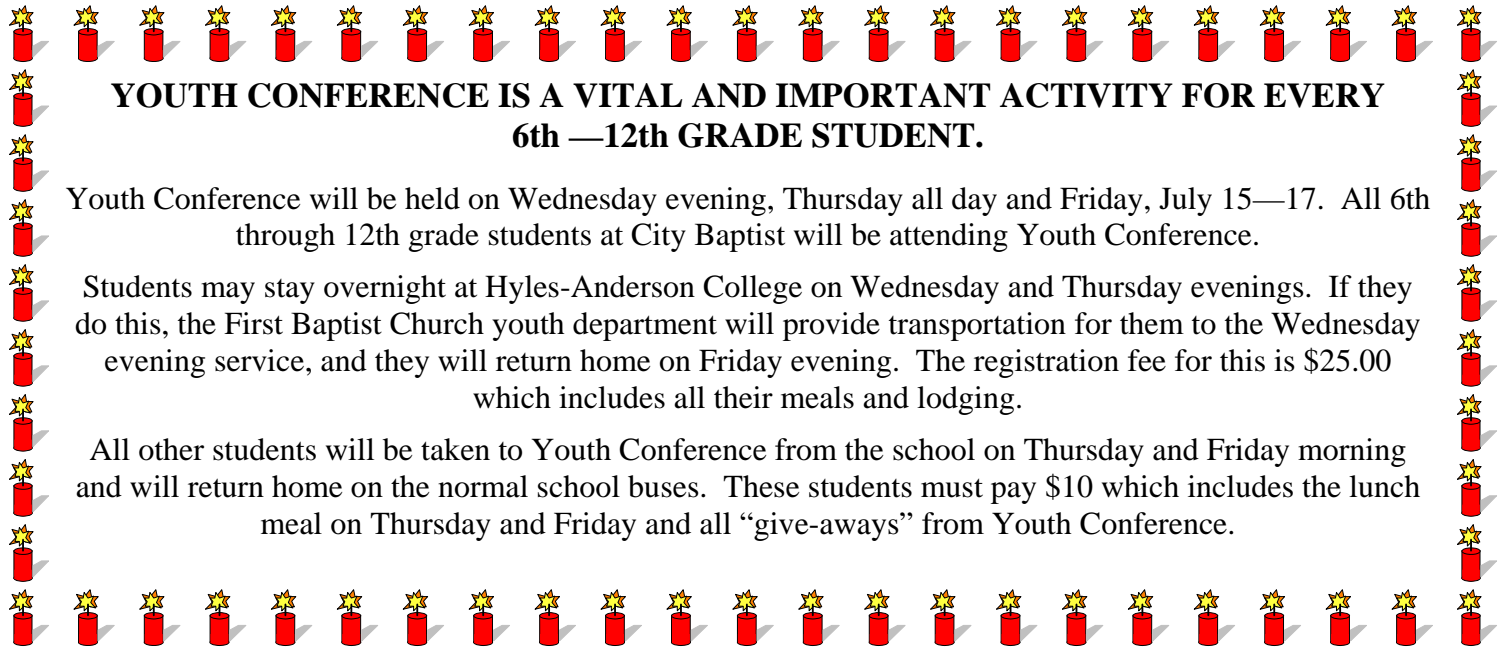 YOUTH CONFERENCE IS A VITAL AND IMPORTANT ACTIVITY FOR EVERY
6th —12th GRADE STUDENT.
Youth Conference will be held on Wednesday evening, Thursday all day and Friday, July 15—17.  All 6th
through 12th grade students at City Baptist will be attending Youth Conference.
Students may stay overnight at Hyles-Anderson College on Wednesday and Thursday evenings.  If they
do this, the First Baptist Church youth department will provide transportation for them to the Wednesday
evening service, and they will return home on Friday evening.  The registration fee for this is $25.00
which includes all their meals and lodging.
All other students will be taken to Youth Conference from the school on Thursday and Friday morning
and will return home on the normal school buses.  These students must pay $10 which includes the lunch
meal on Thursday and Friday and all “give-aways” from Youth Conference.